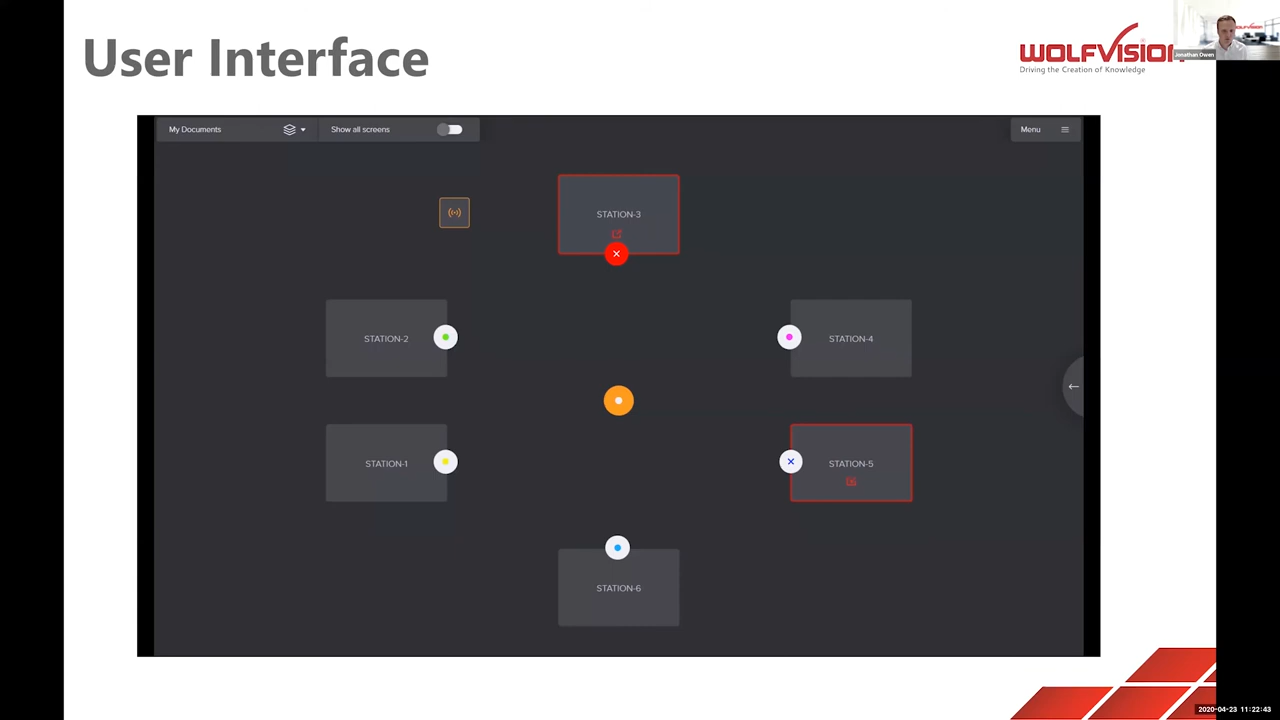 User Interface
WOLFVISION
Driving the Creation of Knowledge
Jonathan Owen
My Documents
Show all screens
Menu
STATION-3
STATION-2
STATION-4
STATION-1
STATION-5
STATION-6
2020-04-23 11:22:43